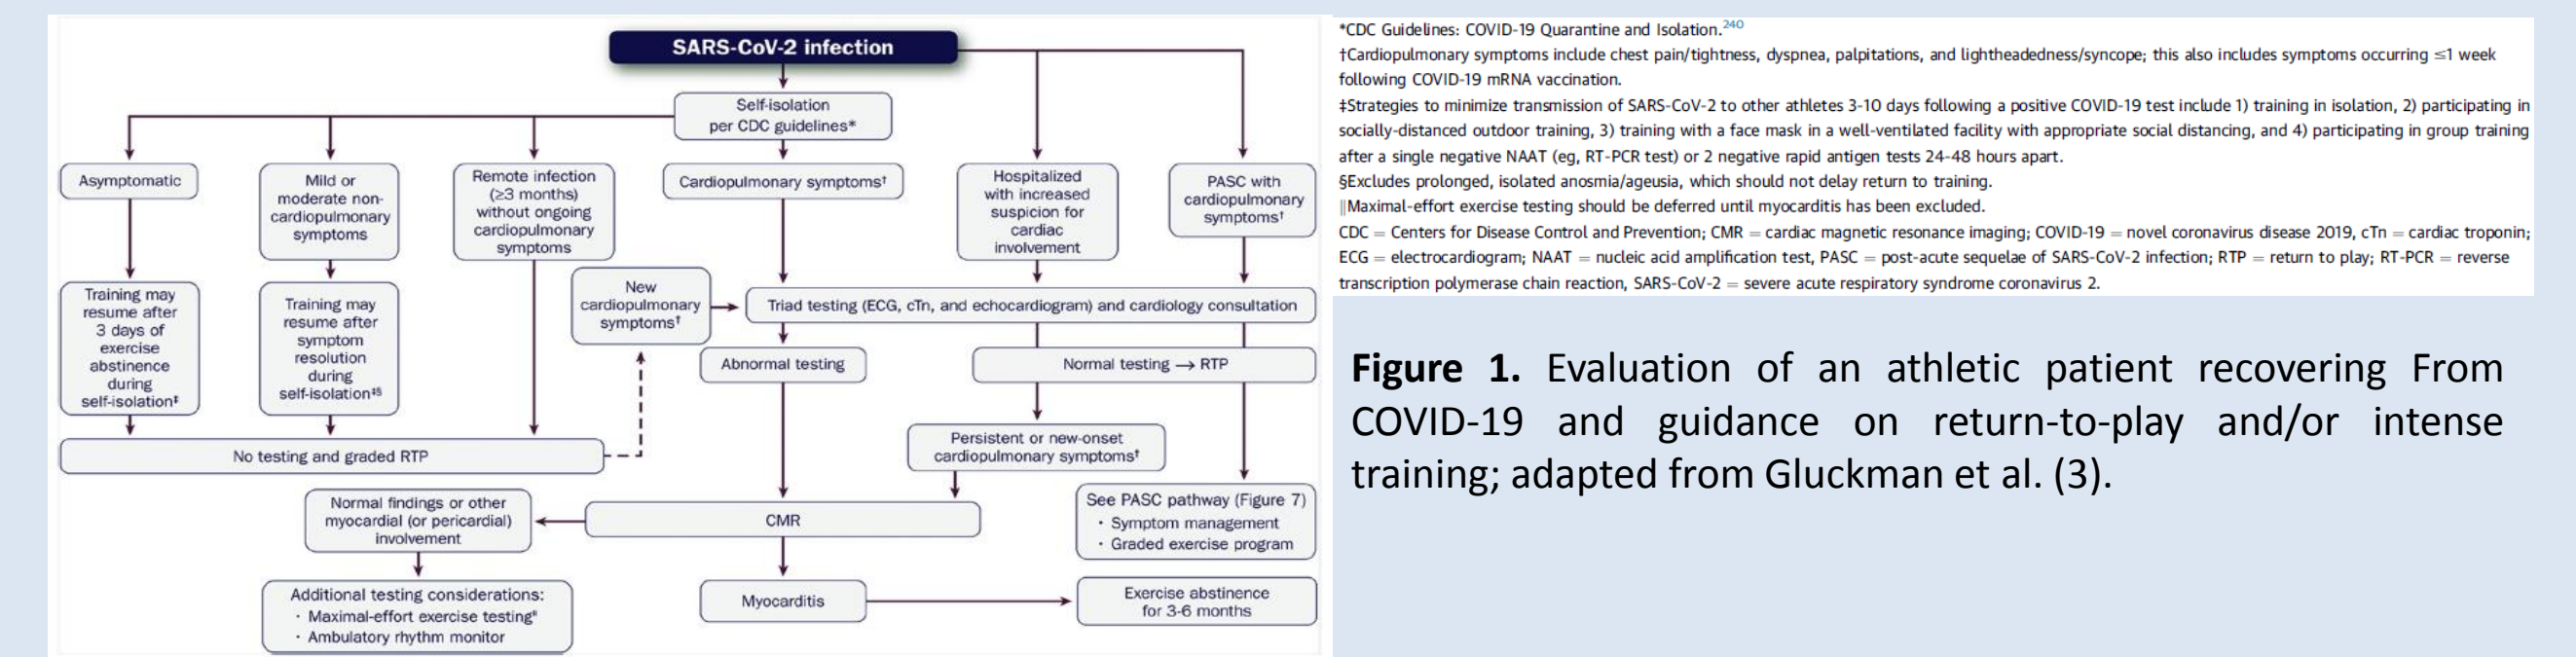 SARS-CoV-2 infection
Self-isolation
per CDC guidelines*
Asymptomatic
Mild or
moderate non-
cardiopulmonary
symptoms
Remote infection
(≥3 months)
without ongoing
cardiopulmonary
symptoms
Cardiopulmonary symptoms†
Hospitalized
with increased
suspicion for
cardiac
involvement
PASC with
cardiopulmonary
symptoms†
Training may
resume after
3 days of
exercise
abstinence
during
self-isolation‡
Training may
resume after
symptom
resolution
during
self-isolation‡§
New
cardiopulmonary
symptoms†
Triad testing (ECG, cTn, and echocardiogram) and cardiology consultation
Abnormal testing
Normal testing → RTP
No testing and graded RTP
Persistent or new-onset
cardiopulmonary symptoms†
Normal findings or other
myocardial (or pericardial)
involvement
CMR
See PASC pathway (Figure 7)
· Symptom management
· Graded exercise program
Additional testing considerations:
· Maximal-effort exercise testing‖
· Ambulatory rhythm monitor
Myocarditis
Exercise abstinence
for 3-6 months
*CDC Guidelines: COVID-19 Quarantine and Isolation.240
†Cardiopulmonary symptoms include chest pain/tightness, dyspnea, palpitations, and lightheadedness/syncope; this also includes symptoms occurring ≤1 week
following COVID-19 mRNA vaccination.
‡Strategies to minimize transmission of SARS-CoV-2 to other athletes 3-10 days following a positive COVID-19 test include 1) training in isolation, 2) participating in
socially-distanced outdoor training, 3) training with a face mask in a well-ventilated facility with appropriate social distancing, and 4) participating in group training
after a single negative NAAT (eg, RT-PCR test) or 2 negative rapid antigen tests 24-48 hours apart.
§Excludes prolonged, isolated anosmia/ageusia, which should not delay return to training.
‖Maximal-effort exercise testing should be deferred until myocarditis has been excluded.
CDC = Centers for Disease Control and Prevention; CMR = cardiac magnetic resonance imaging; COVID-19 = novel coronavirus disease 2019, cTn = cardiac troponin;
ECG = electrocardiogram; NAAT = nucleic acid amplification test, PASC = post-acute sequelae of SARS-CoV-2 infection; RTP = return to play; RT-PCR = reverse
transcription polymerase chain reaction, SARS-CoV-2 = severe acute respiratory syndrome coronavirus 2.
Figure 1. Evaluation of an athletic patient recovering From
COVID-19 and guidance on return-to-play and/or intense
training; adapted from Gluckman et al. (3).